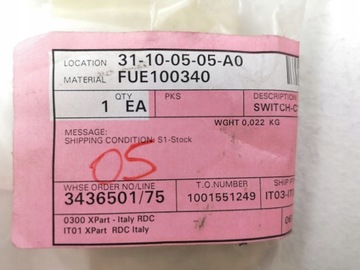 LOCATION 31-10-05-05-A0
MATERIAL FUE100340
QTY PKS DESCRIPTION
1 EA SWITCH-C
WGHT 0,022 KG
MESSAGE:
SHIPPING CONDITION: S1-Stock
05
WHSE ORDER NO/LINE T.O.NUMBER SHIP
3436501/75 1001551249 IT03-IT
0300 XPart - Italy RDC
IT01 XPart RDC Italy